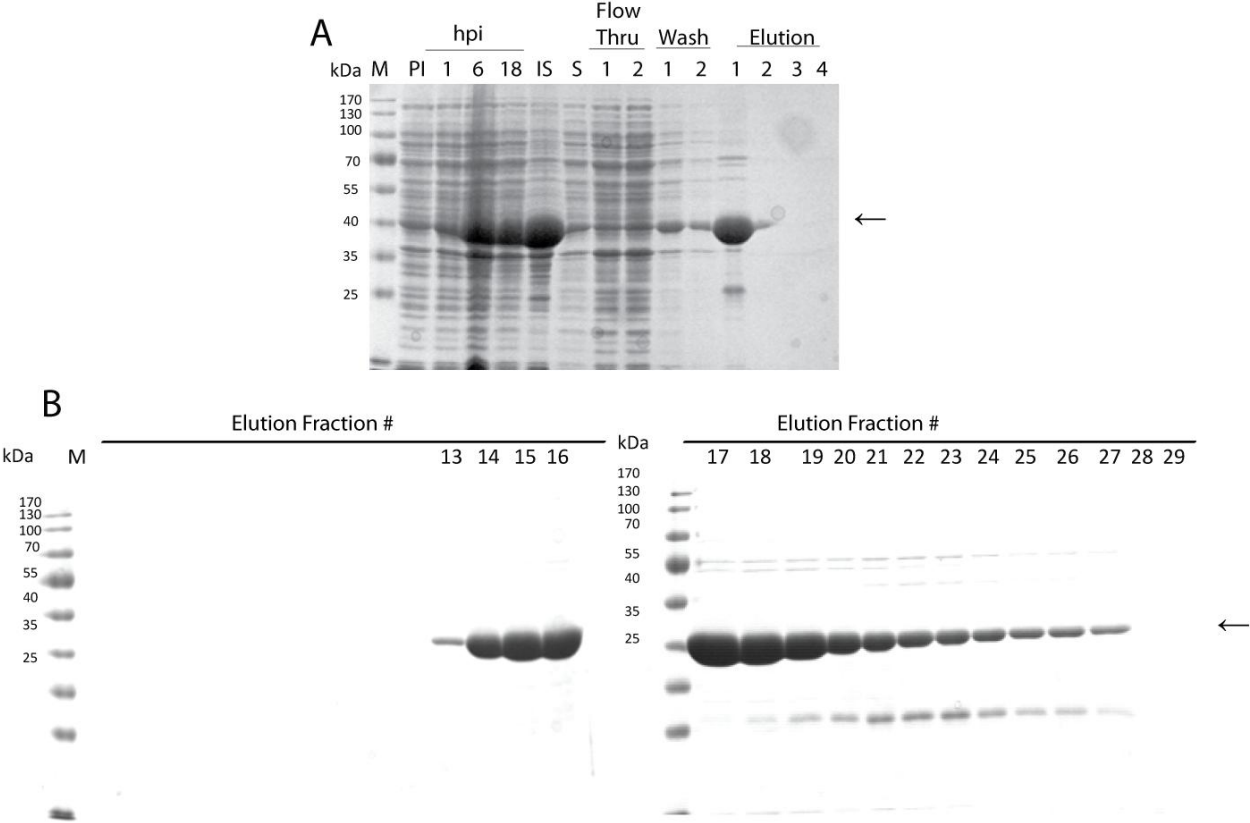 A
hpi
Flow
Thru
Wash
Elution
kDa M PI 1 6 18 IS S 1 2 1 2 1 2 3 4
170
130
100
70
55
40
35
25
←
B
Elution Fraction #
kDa M 13 14 15 16
170
130
100
70
55
40
35
25
Elution Fraction #
kDa 17 18 19 20 21 22 23 24 25 26 27 28 29
170
130
100
70
55
40
35
25
←